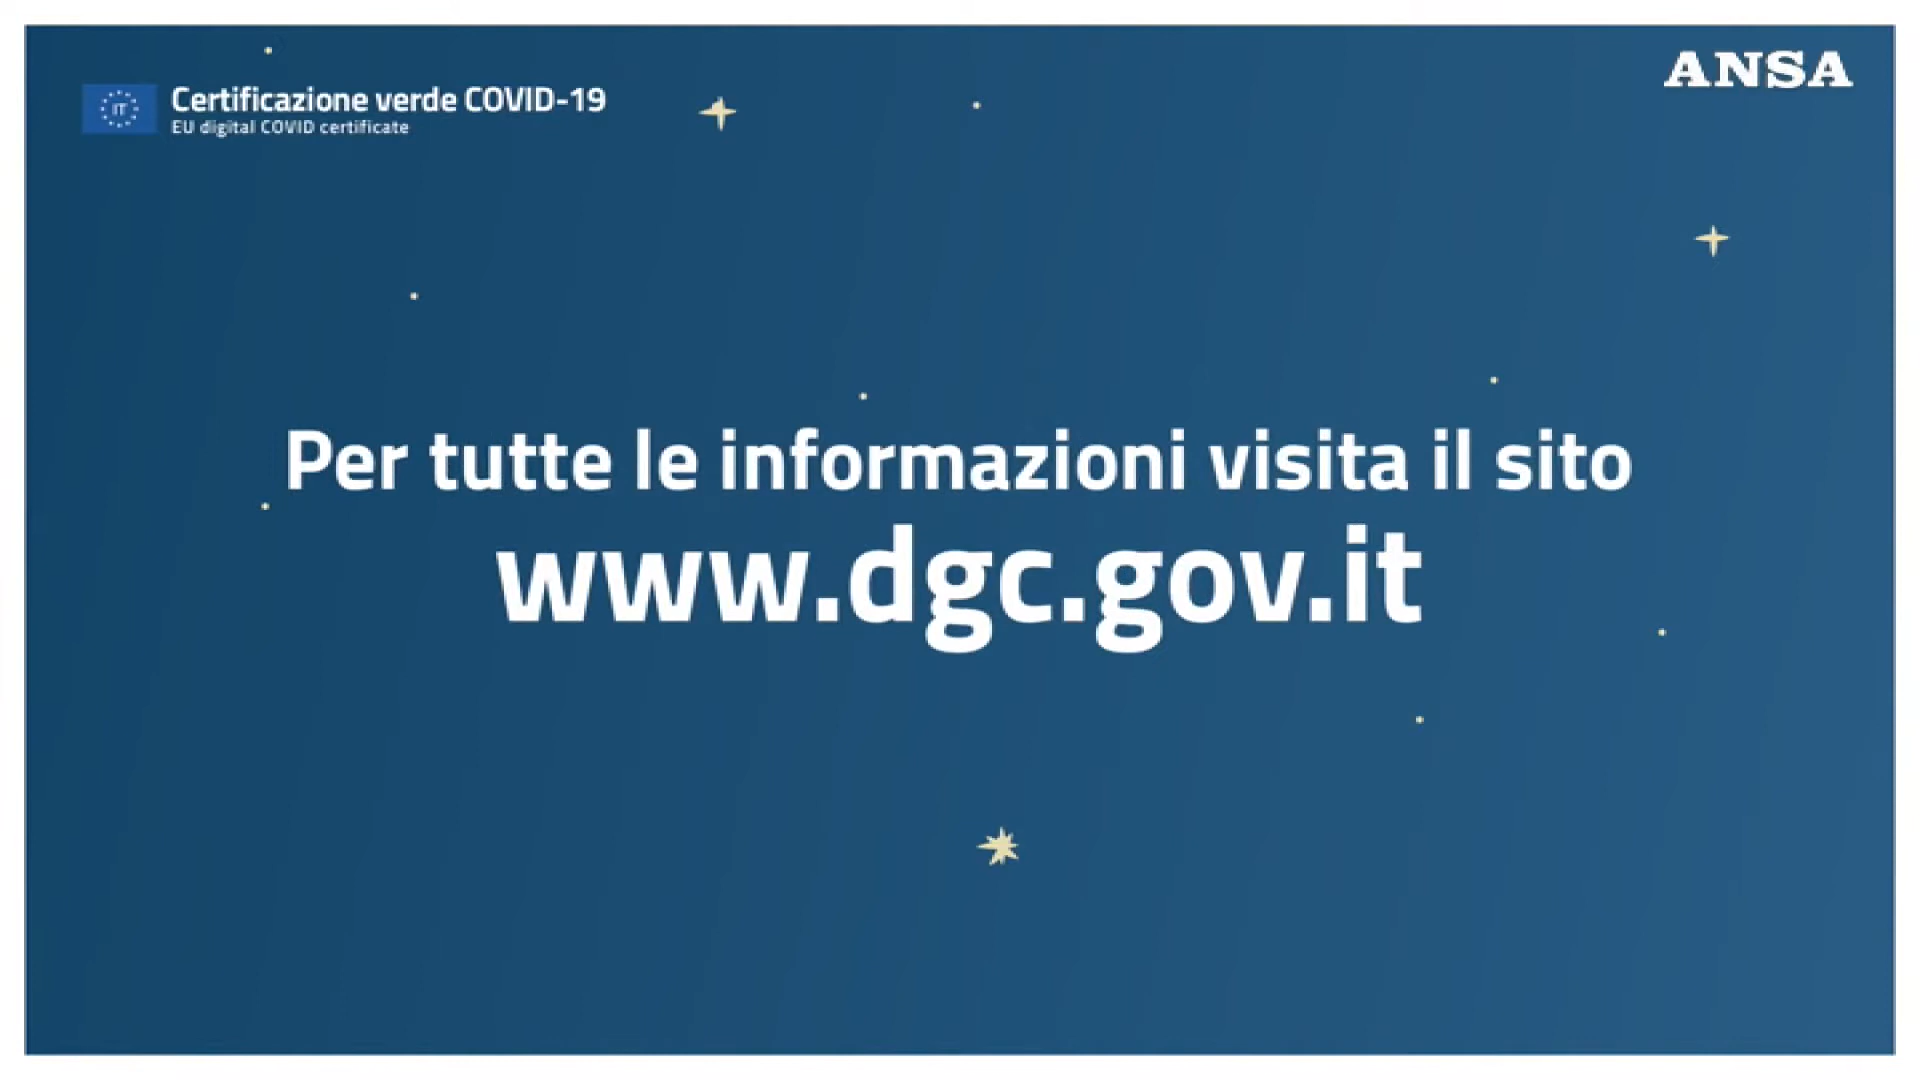 ANSA
IT
Certificazione verde COVID-19
EU digital COVID certificate
Per tutte le informazioni visita il sito
www.dgc.gov.it